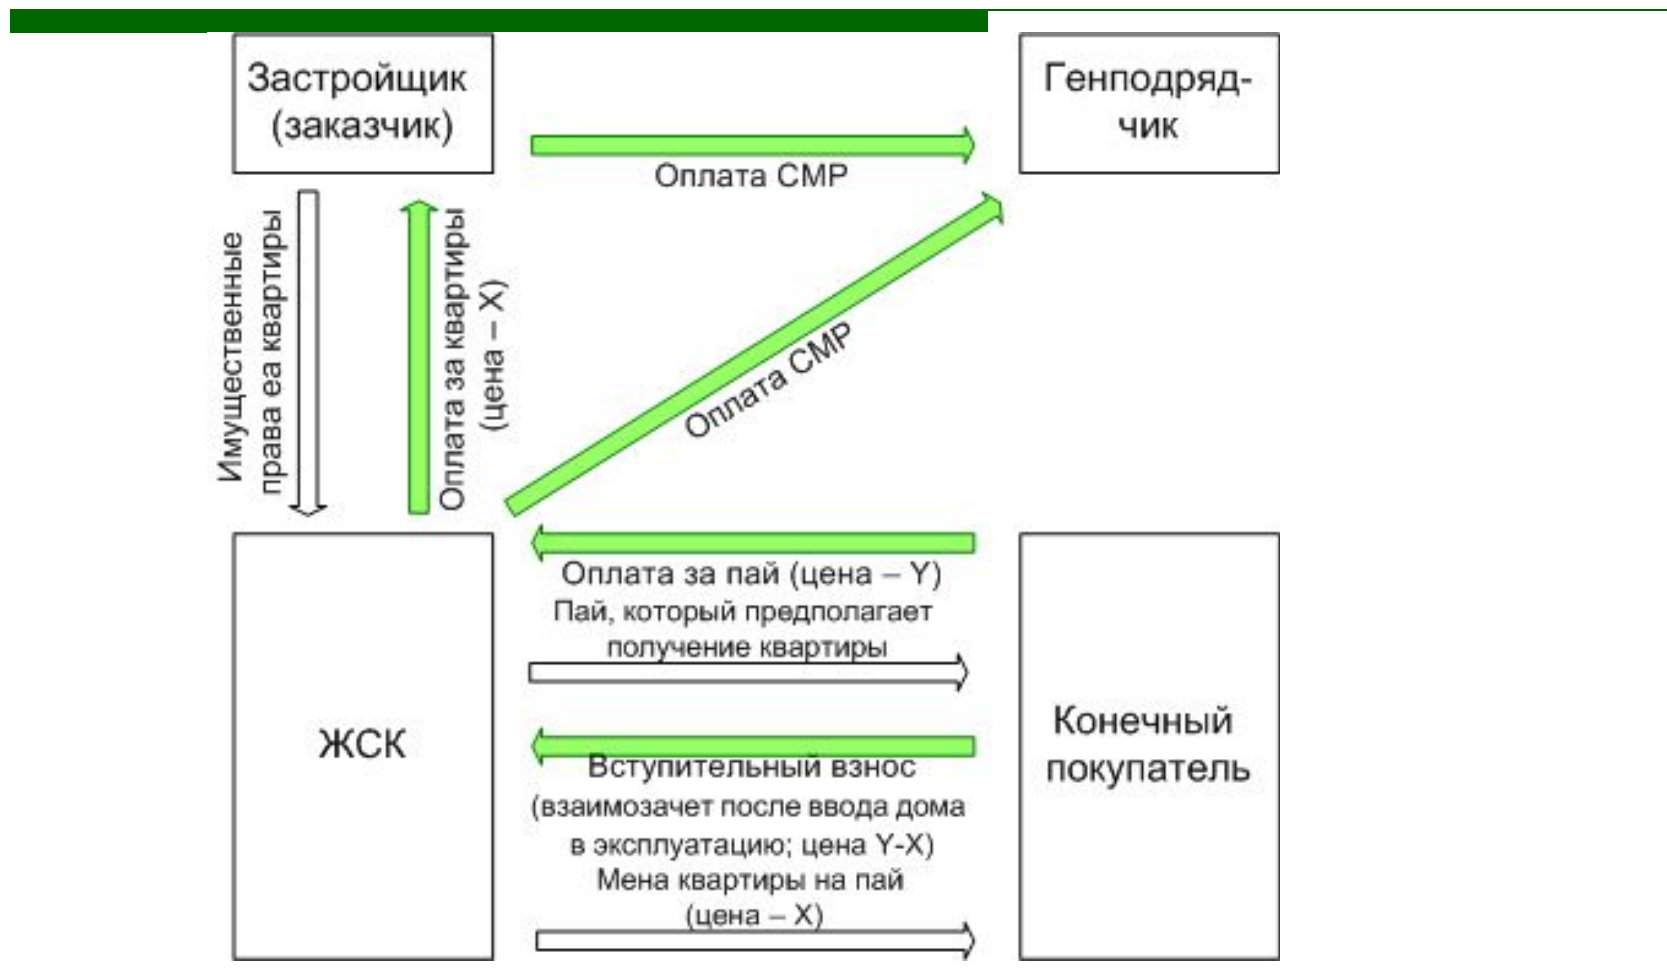 Застройщик
(заказчик)
Генподряд-
чик
Оплата СМР
Имущественные
права еа квартиры
Оплата за квартиры
(цена – X)
Оплата СМР
Оплата за пай (цена – Y)
Пай, который предполагает
получение квартиры
ЖСК
Конечный
покупатель
Вступительный взнос
(взаимозачет после ввода дома
в эксплуатацию; цена Y-X)
Мена квартиры на пай
(цена – X)